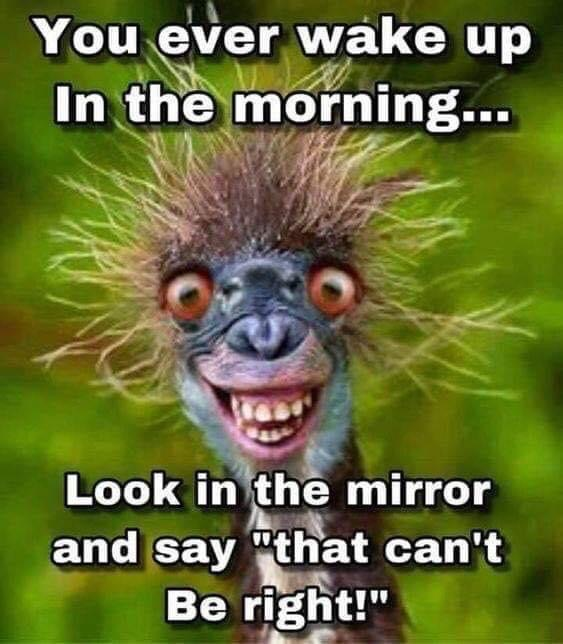 You ever wake up
In the morning...
Look in the mirror
and say "that can't
Be right!"